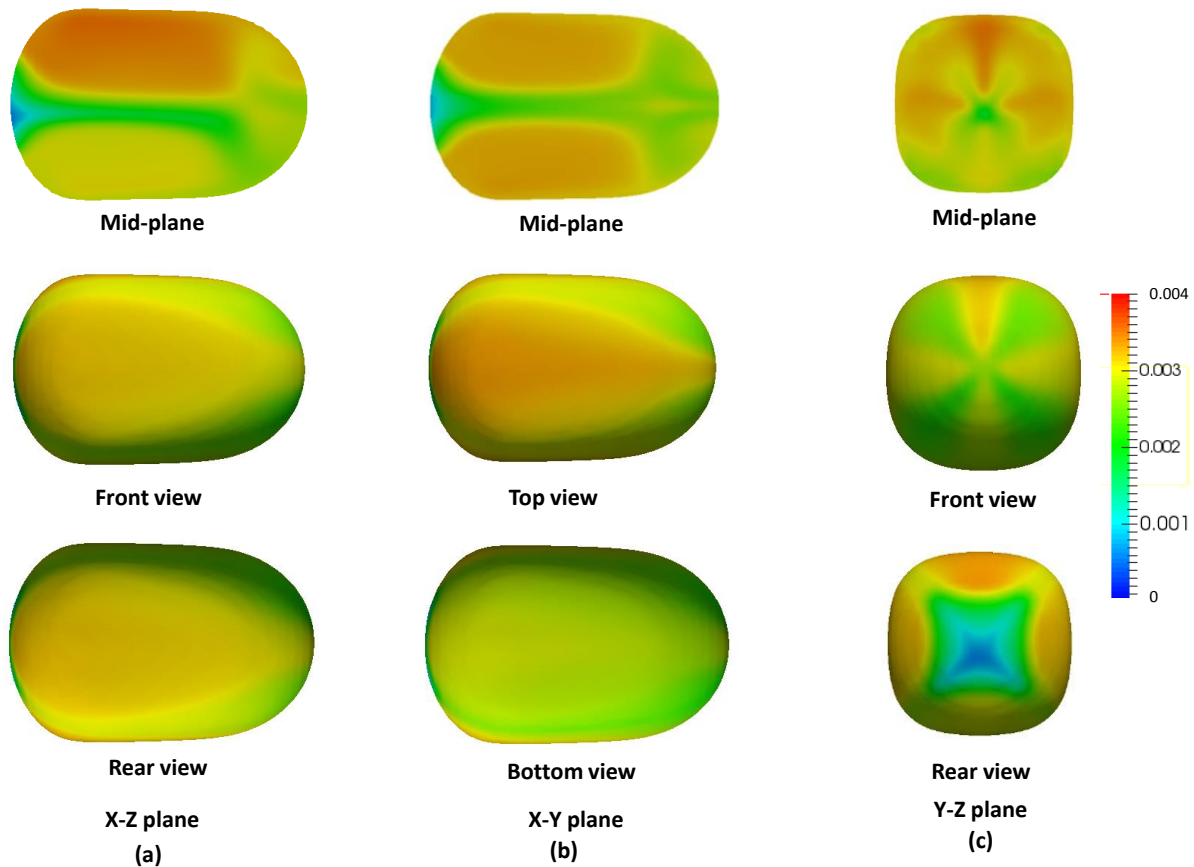 Mid-plane
Mid-plane
Mid-plane
Front view
Top view
Front view
0.004
0.003
0.002
0.001
0
Rear view
Bottom view
Rear view
X-Z plane
X-Y plane
Y-Z plane
(a)
(b)
(c)